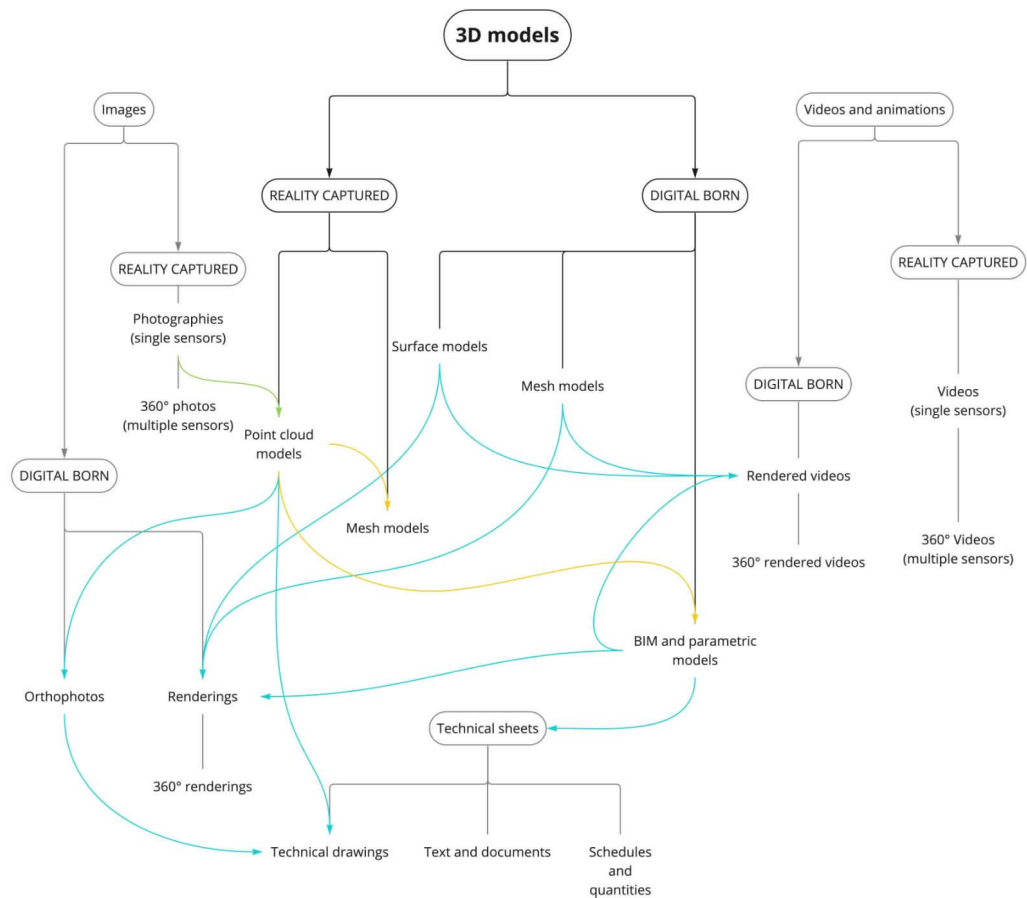 3D models
Images
Videos and animations
REALITY CAPTURED
DIGITAL BORN
REALITY CAPTURED
REALITY CAPTURED
Photographies
(single sensors)
Surface models
Mesh models
DIGITAL BORN
Videos
(single sensors)
360° photos
(multiple sensors)
Point cloud
models
DIGITAL BORN
Rendered videos
Mesh models
360° rendered videos
360° Videos
(multiple sensors)
BIM and parametric
models
Orthophotos
Renderings
Technical sheets
360° renderings
Technical drawings
Text and documents
Schedules
and
quantities